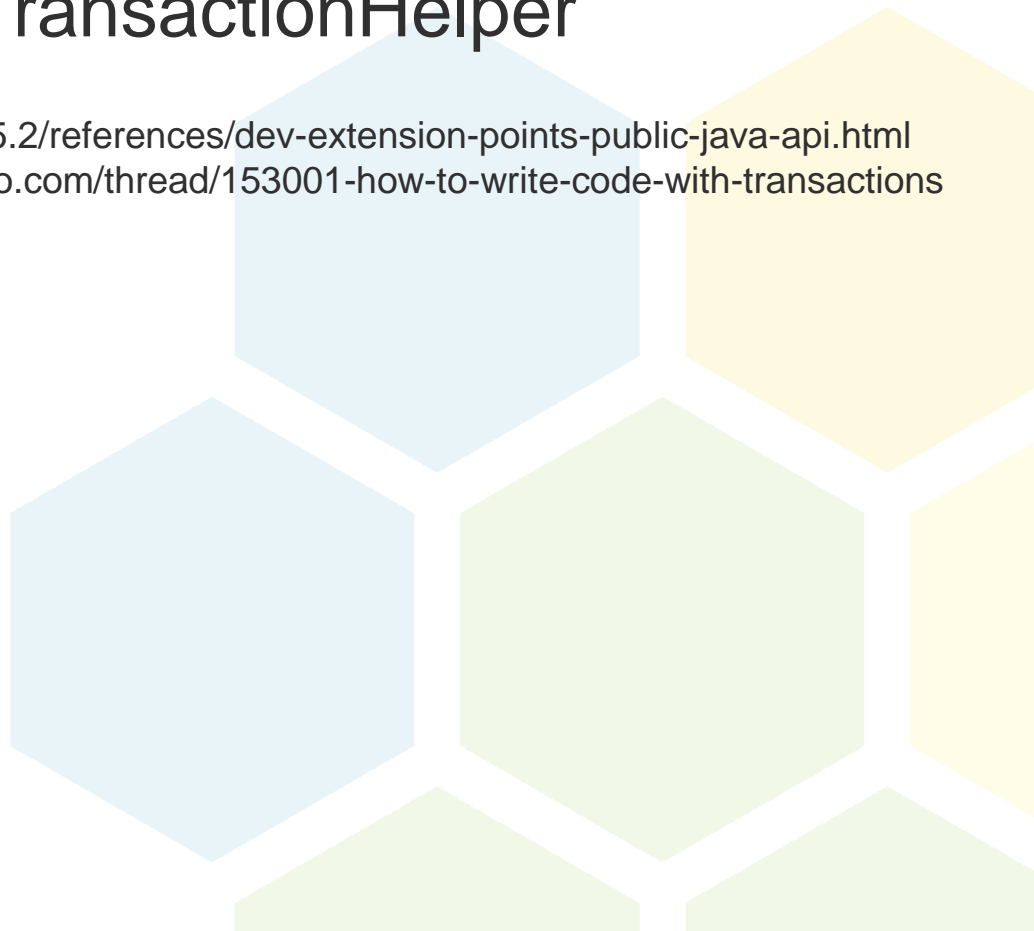 TransactionHelper
5.2/references/dev-extension-points-public-java-api.html
o.com/thread/153001-how-to-write-code-with-transactions